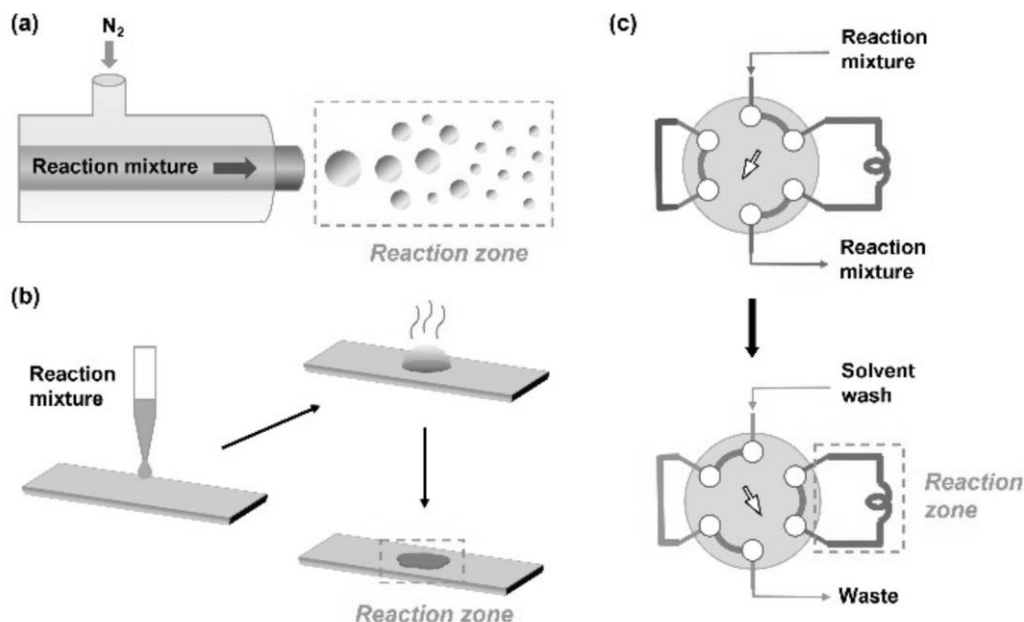 (a)
N2
Reaction mixture
Reaction zone
(b)
Reaction
mixture
Reaction zone
(c)
Reaction
mixture
Reaction
mixture
Solvent
wash
Reaction
zone
Waste